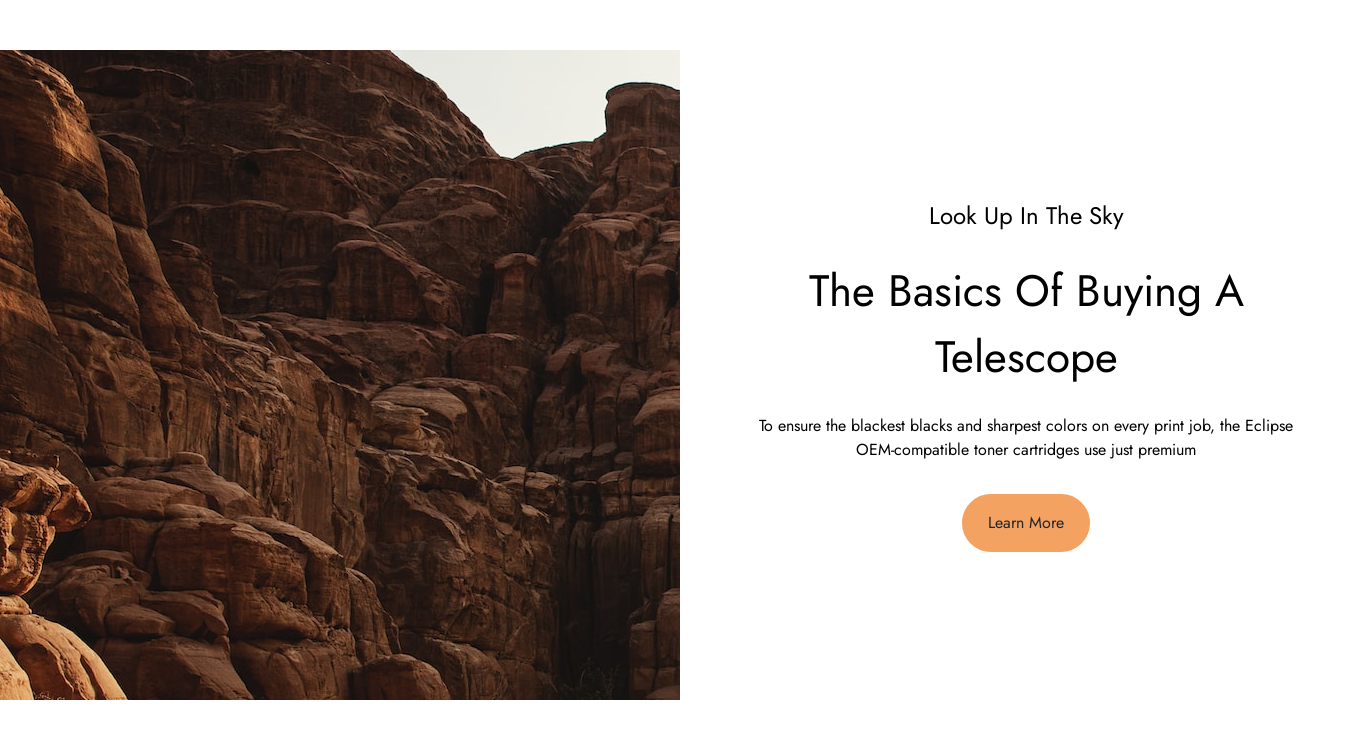 Look Up In The Sky
The Basics Of Buying A
Telescope
To ensure the blackest blacks and sharpest colors on every print job, the Eclipse
OEM-compatible toner cartridges use just premium
Learn More